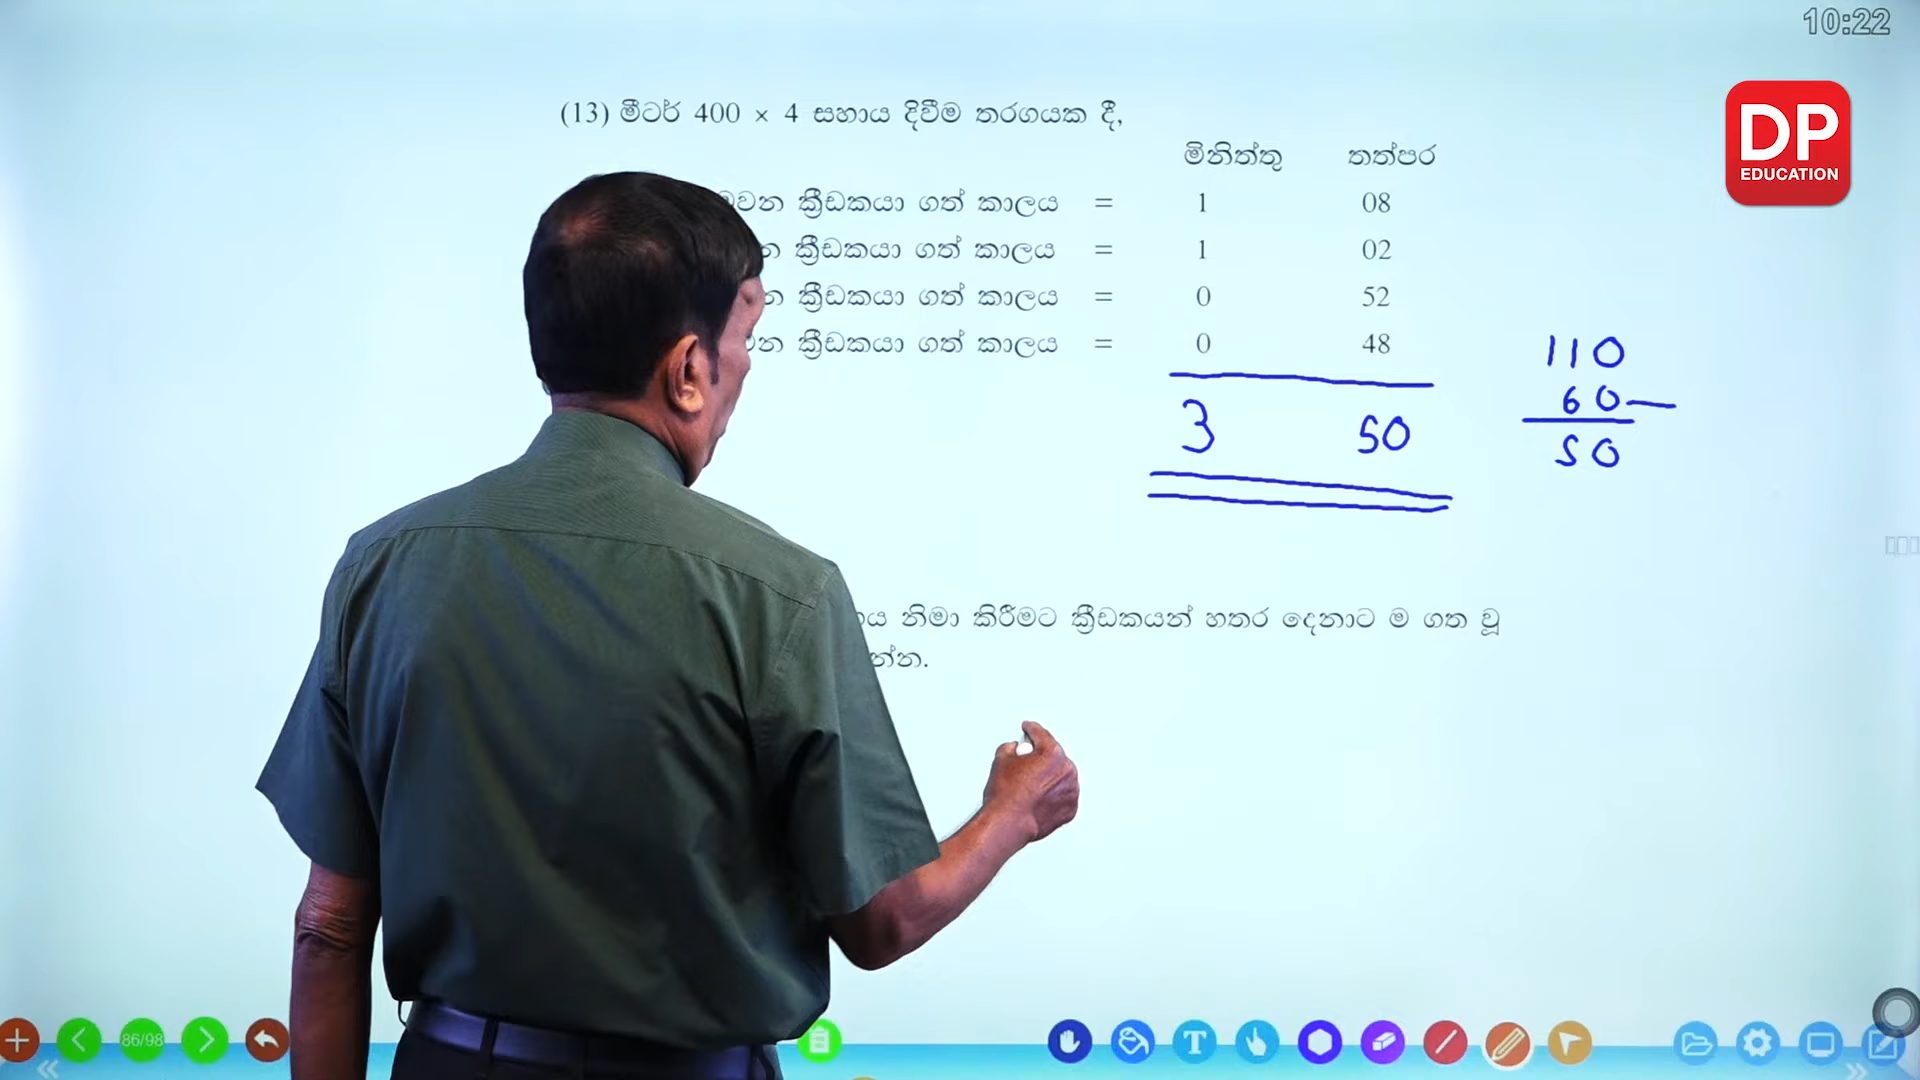 10:22
DP
EDUCATION
(13) මීටර් 400 × 4 සහාය දිවීම තරගයක දී,
මිනිත්තු තත්පර
ක්‍රීඩකයා ගත් කාලය = 1 08
ක්‍රීඩකයා ගත් කාලය = 1 02
ක්‍රීඩකයා ගත් කාලය = 0 52
ක්‍රීඩකයා ගත් කාලය = 0 48
3 50
110
60
50
නිමා කිරීමට ක්‍රීඩකයන් හතර දෙනාට ම ගත වූ
86/98
T